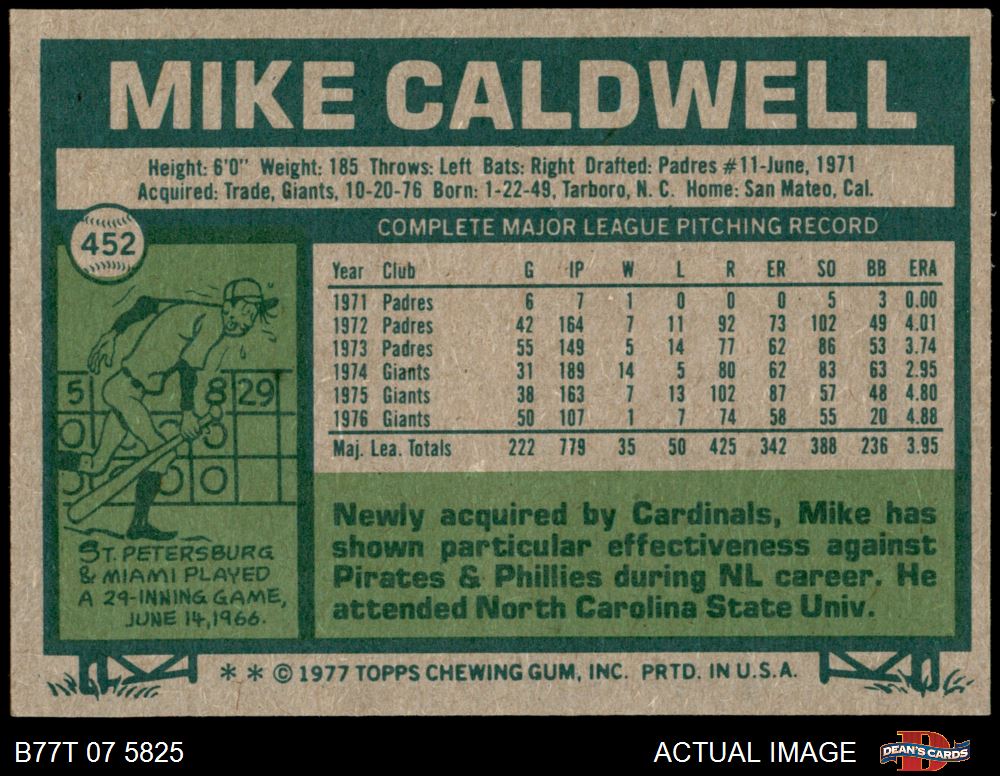 MIKE CALDWELL
Height: 6'0" Weight: 185 Throws: Left Bats: Right Drafted: Padres #11-June, 1971
Acquired: Trade, Giants, 10-20-76 Born: 1-22-49, Tarboro, N. C. Home: San Mateo, Cal.
452
COMPLETE MAJOR LEAGUE PITCHING RECORD
Year Club G IP W L R ER SO BB ERA
1971 Padres 6 7 1 0 0 0 5 3 0.00
1972 Padres 42 164 7 11 92 73 102 49 4.01
1973 Padres 55 149 5 14 77 62 86 53 3.74
1974 Giants 31 189 14 5 80 62 83 63 2.95
1975 Giants 38 163 7 13 102 87 57 48 4.80
1976 Giants 50 107 1 7 74 58 55 20 4.88
Maj. Lea. Totals 222 779 35 50 425 342 388 236 3.95
5 8 29
0 0
0 0 0
ST. PETERSBURG
& MIAMI PLAYED
A 29-INNING GAME,
JUNE 14, 1966.
Newly acquired by Cardinals, Mike has
shown particular effectiveness against
Pirates & Phillies during NL career. He
attended North Carolina State Univ.
* * © 1977 TOPPS CHEWING GUM, INC. PRTD. IN U.S.A.
B77T 07 5825
ACTUAL IMAGE
D
DEAN'S CARDS